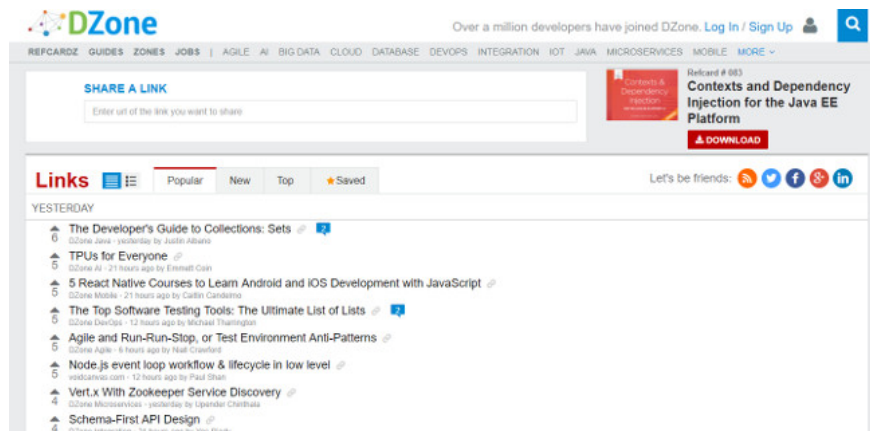 DZone
Over a million developers have joined DZone. Log In / Sign Up
REFCARDZ GUIDES ZONES JOBS | AGILE AI BIG DATA CLOUD DATABASE DEVOPS INTEGRATION IOT JAVA MICROSERVICES MOBILE MORE
SHARE A LINK
Enter url of the link you want to share
Contexts &
Dependency
Injection
Refcard # 083
Contexts and Dependency
Injection for the Java EE
Platform
DOWNLOAD
Links Popular New Top Saved Let's be friends:
YESTERDAY
The Developer's Guide to Collections: Sets 2
6 DZone Java - yesterday by Justin Albano
TPUs for Everyone
5 DZone AI - 21 hours ago by Emmett Coin
5 React Native Courses to Learn Android and iOS Development with JavaScript
5 DZone Mobile - 21 hours ago by Caitlin Candelmo
The Top Software Testing Tools: The Ultimate List of Lists 2
5 DZone DevOps - 12 hours ago by Michael Tharrington
Agile and Run-Run-Stop, or Test Environment Anti-Patterns
5 DZone Agile - 6 hours ago by Niall Crawford
Node.js event loop workflow & lifecycle in low level
5 voidcanvas.com - 12 hours ago by Paul Shan
Vert.x With Zookeeper Service Discovery
4 DZone Microservices - yesterday by Upender Chinthala
Schema-First API Design
4